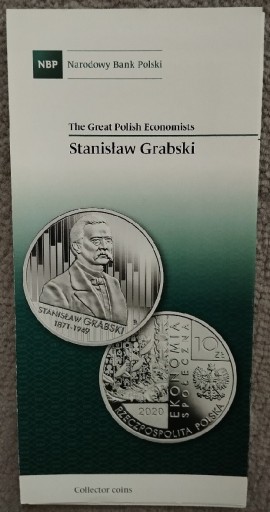 NBP Narodowy Bank Polski
The Great Polish Economists
Stanisław Grabski
STANISŁAW GRABSKI
1871-1949
10
ZŁ
EKONOMIA
SPOŁECZNA
2020
RZECZPOSPOLITA POLSKA
Collector coins